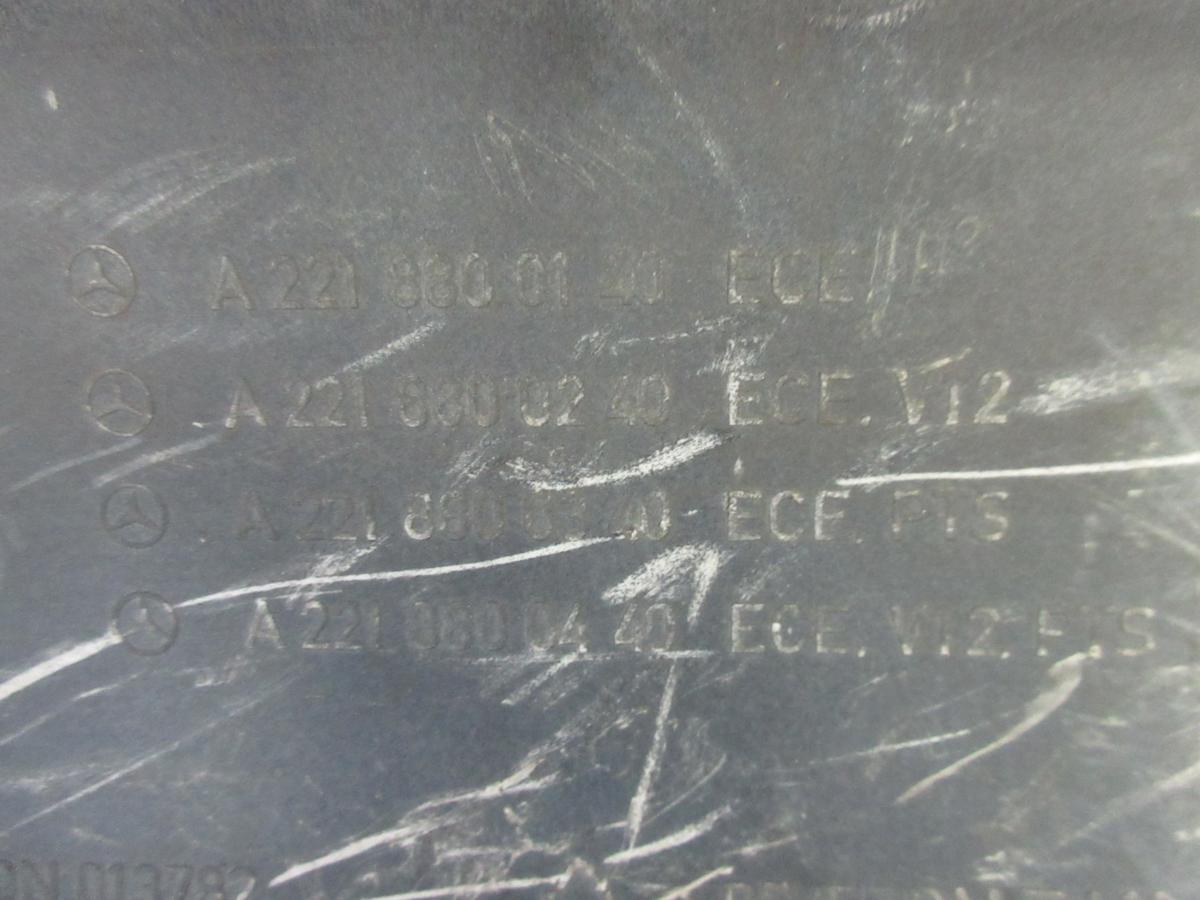 A 221 880 01 40 ECE
A 221 880 02 40 ECE, V12
A 221 880 03 40 ECE, PTS
A 221 880 04 40 ECE, V12, PTS
013782